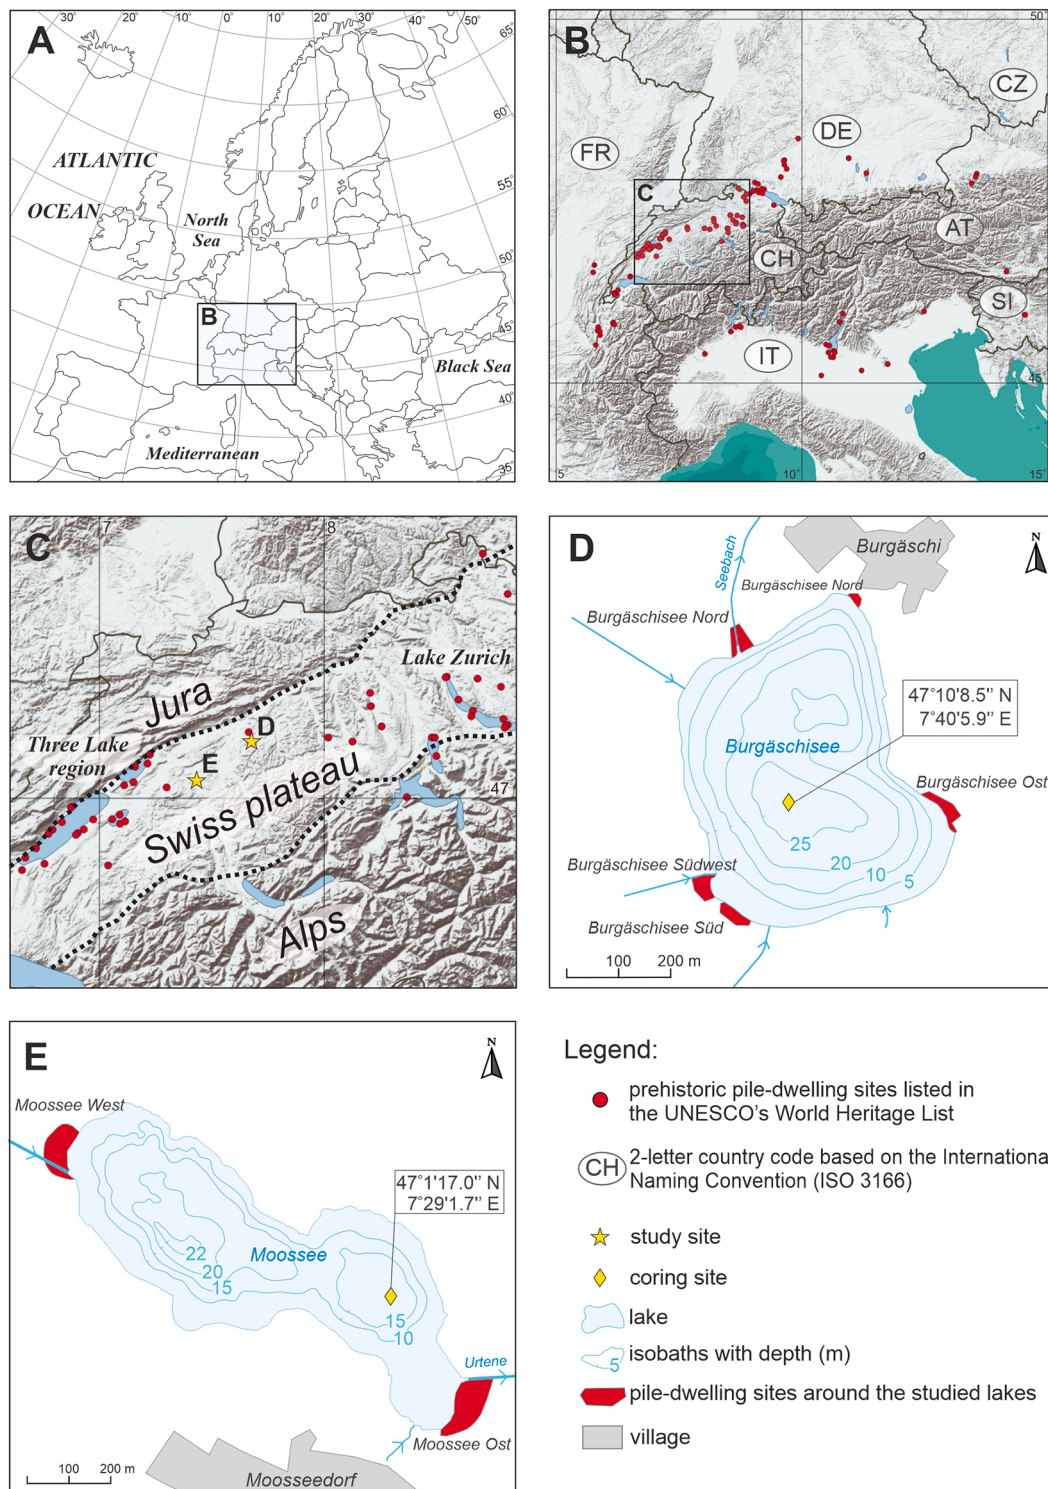 A
30°
20°
10°
0°
10°
20°
30°
40°
50°
65°
60°
55°
50°
45°
40°
35°
ATLANTIC
OCEAN
North
Sea
B
Black Sea
Mediterranean
B
50
CZ
DE
FR
C
AT
CH
SI
IT
45
5
10
15
C
7
8
Lake Zurich
Jura
Three Lake
region
D
E
Swiss plateau
47
Alps
D
Seebach
Burgäschi
N
Burgäschisee Nord
Burgäschisee Nord
47°10'8.5" N
7°40'5.9" E
Burgäschisee
Burgäschisee Ost
25
20
10
5
Burgäschisee Südwest
Burgäschisee Süd
100
200 m
E
N
Moossee West
47°1'17.0" N
7°29'1.7" E
Moossee
22
20
15
15
10
Urtene
Moossee Ost
100
200 m
Moosseedorf
Legend:
prehistoric pile-dwelling sites listed in
the UNESCO's World Heritage List
CH
2-letter country code based on the Internationa
Naming Convention (ISO 3166)
study site
coring site
lake
5
isobaths with depth (m)
pile-dwelling sites around the studied lakes
village